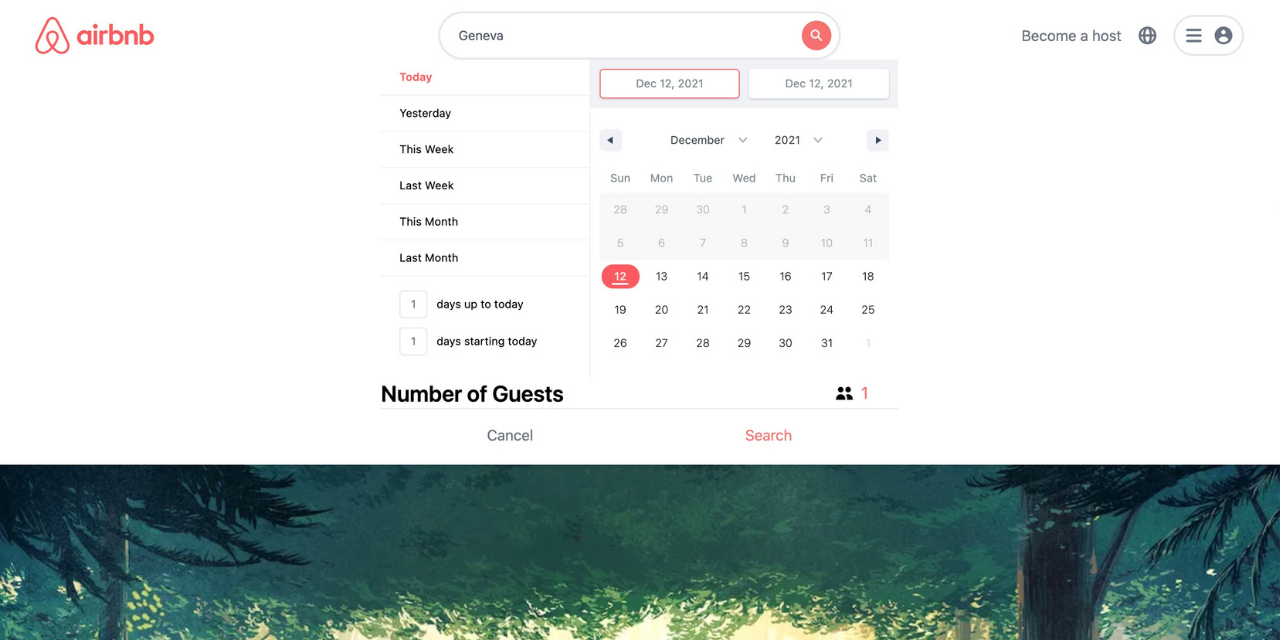 airbnb
Geneva
Become a host
Today
Yesterday
This Week
Last Week
This Month
Last Month
1 days up to today
1 days starting today
Dec 12, 2021 Dec 12, 2021
December 2021
Sun Mon Tue Wed Thu Fri Sat
28 29 30 1 2 3 4
5 6 7 8 9 10 11
12 13 14 15 16 17 18
19 20 21 22 23 24 25
26 27 28 29 30 31 1
Number of Guests 1
Cancel Search